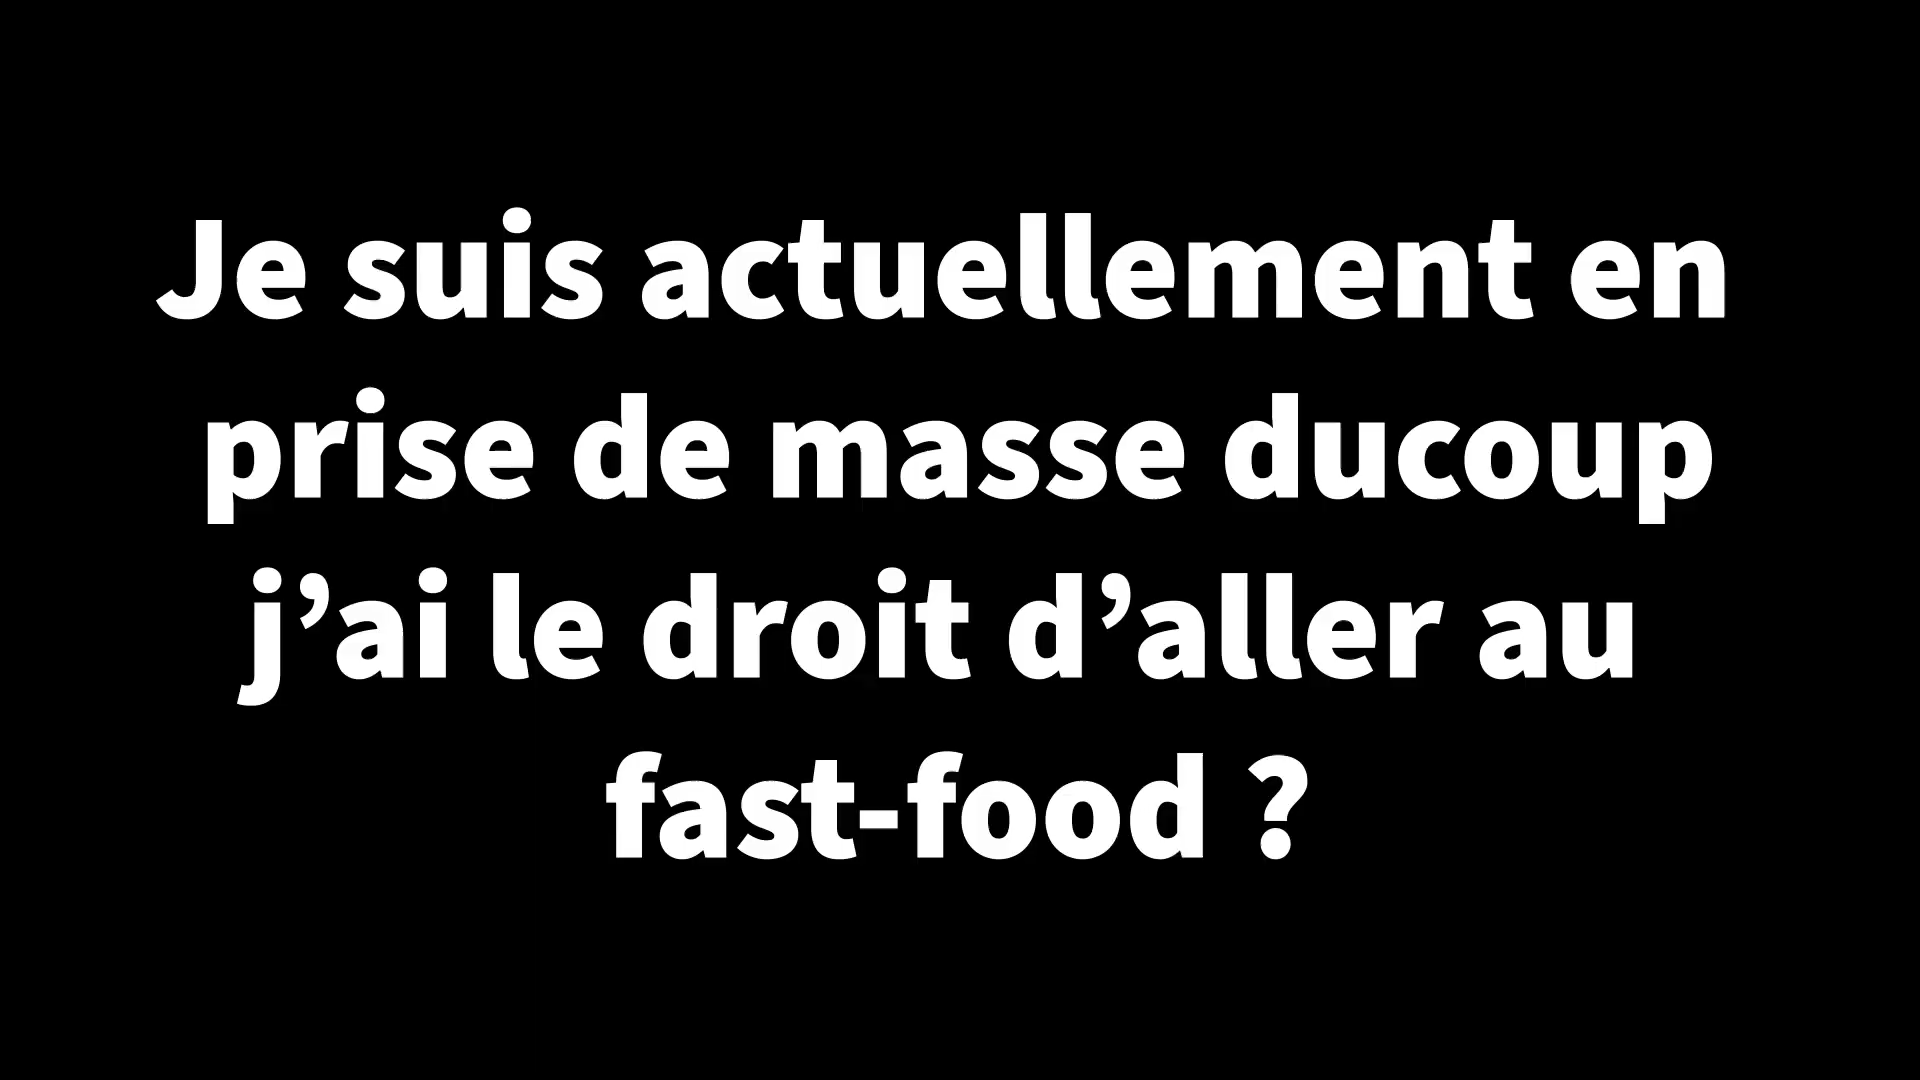 Je suis actuellement en
prise de masse ducoup
j’ai le droit d’aller au
fast-food ?